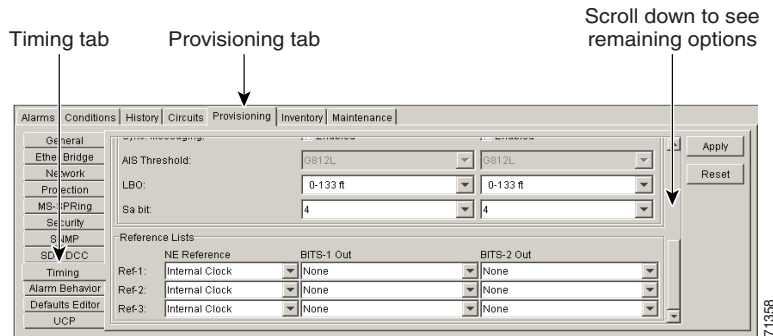 Timing tab
Provisioning tab
Scroll down to see
remaining options
Alarms Conditions History Circuits Provisioning Inventory Maintenance
General
Ether Bridge
Network
Protection
MS-SPRing
Security
SNMP
SDH DCC
Timing
Alarm Behavior
Defaults Editor
UCP
AIS Threshold: G812L G812L
LBO: 0-133 ft 0-133 ft
Sa bit: 4 4
Reference Lists
NE Reference BITS-1 Out BITS-2 Out
Ref-1: Internal Clock None None
Ref-2: Internal Clock None None
Ref-3: Internal Clock None None
Apply
Reset
71358